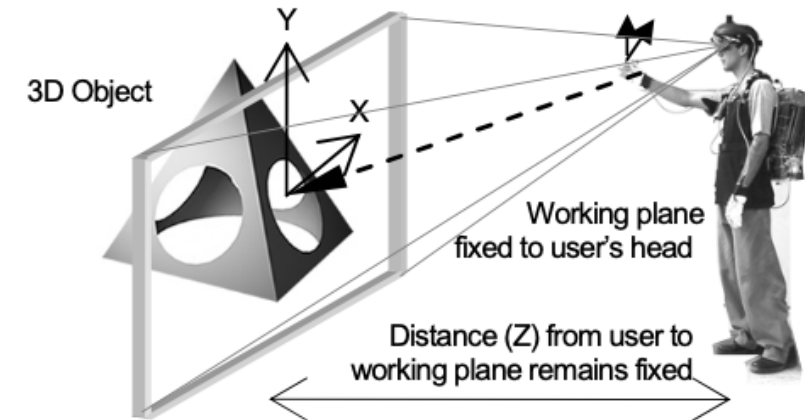 Y
3D Object
X
Working plane
fixed to user's head
Distance (Z) from user to
working plane remains fixed